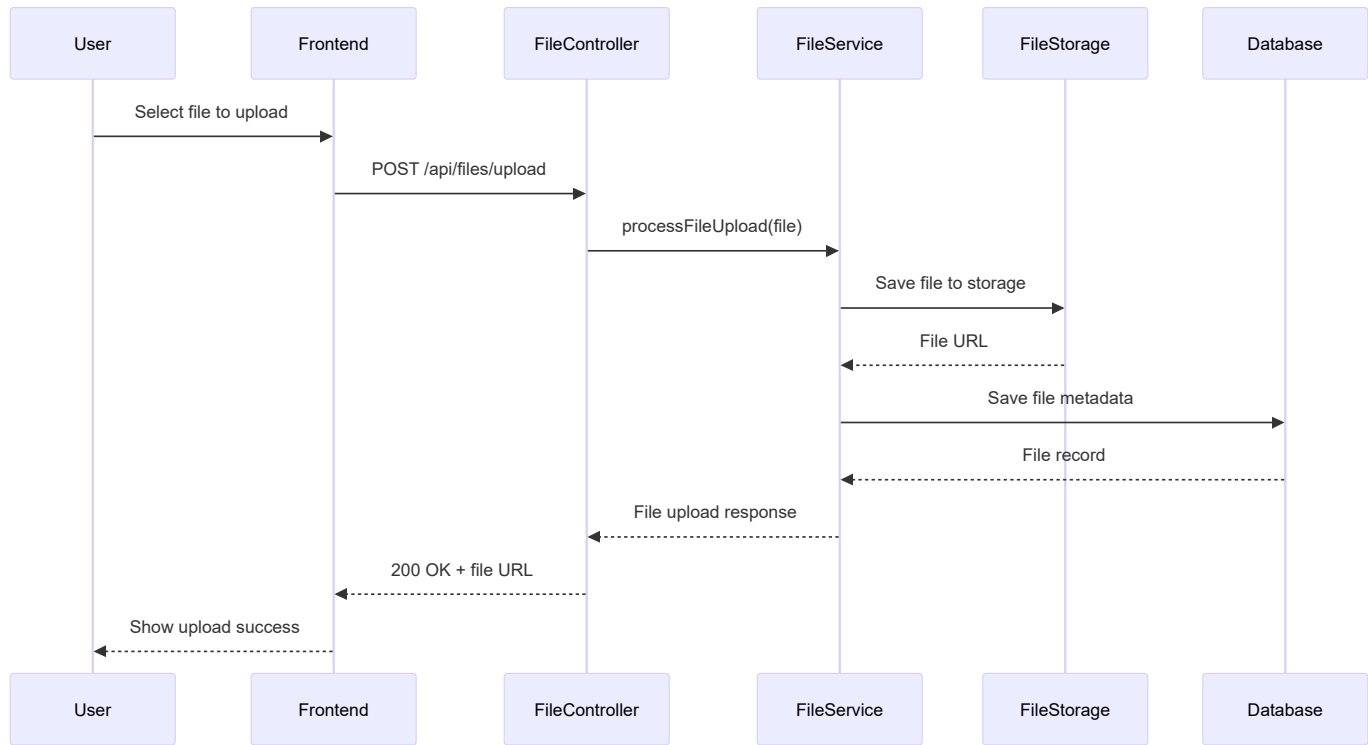 User
Frontend
FileController
FileService
FileStorage
Database
Select file to upload
POST /api/files/upload
processFileUpload(file)
Save file to storage
File URL
Save file metadata
File record
File upload response
200 OK + file URL
Show upload success
User
Frontend
FileController
FileService
FileStorage
Database